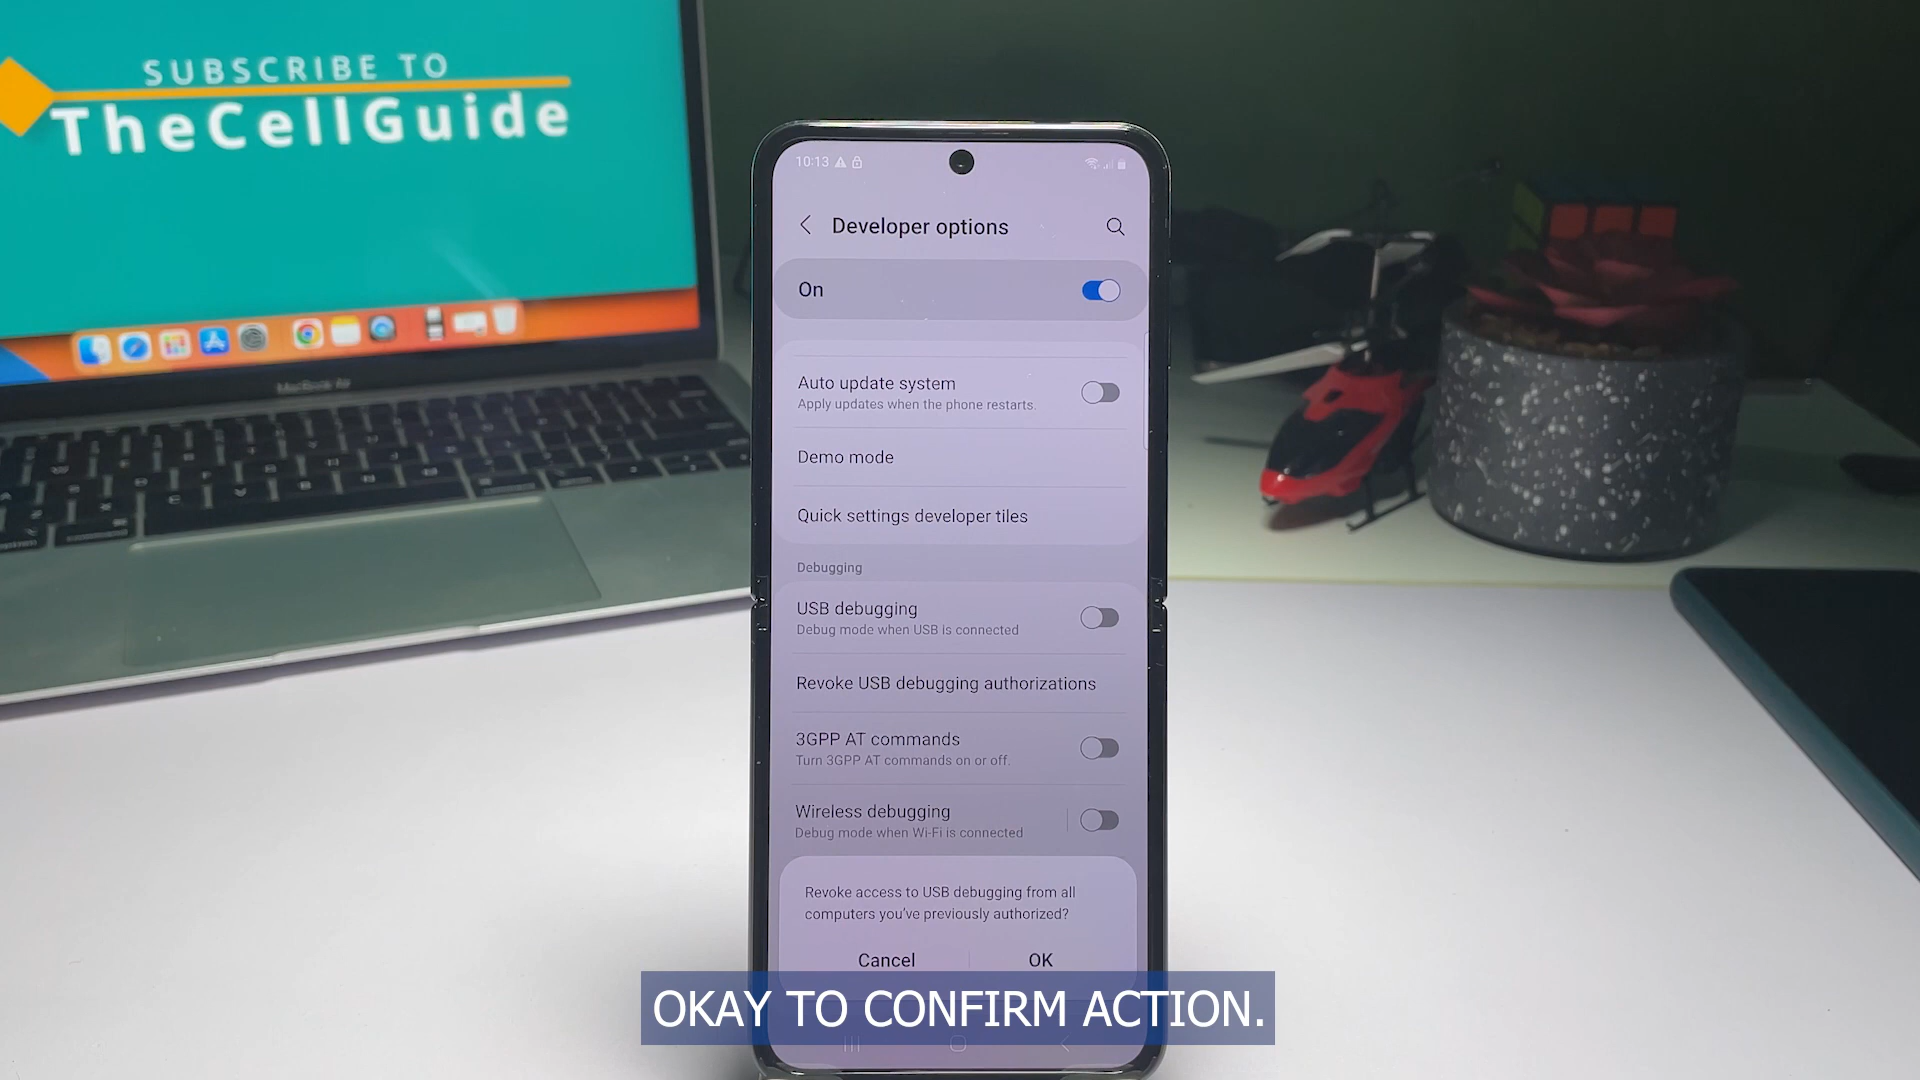 SUBSCRIBE TO
TheCellGuide
MacBook Air
10:13
Developer options
On
Auto update system
Apply updates when the phone restarts.
Demo mode
Quick settings developer tiles
Debugging
USB debugging
Debug mode when USB is connected
Revoke USB debugging authorizations
3GPP AT commands
Turn 3GPP AT commands on or off.
Wireless debugging
Debug mode when Wi-Fi is connected
Revoke access to USB debugging from all
computers you've previously authorized?
Cancel OK
OKAY TO CONFIRM ACTION.